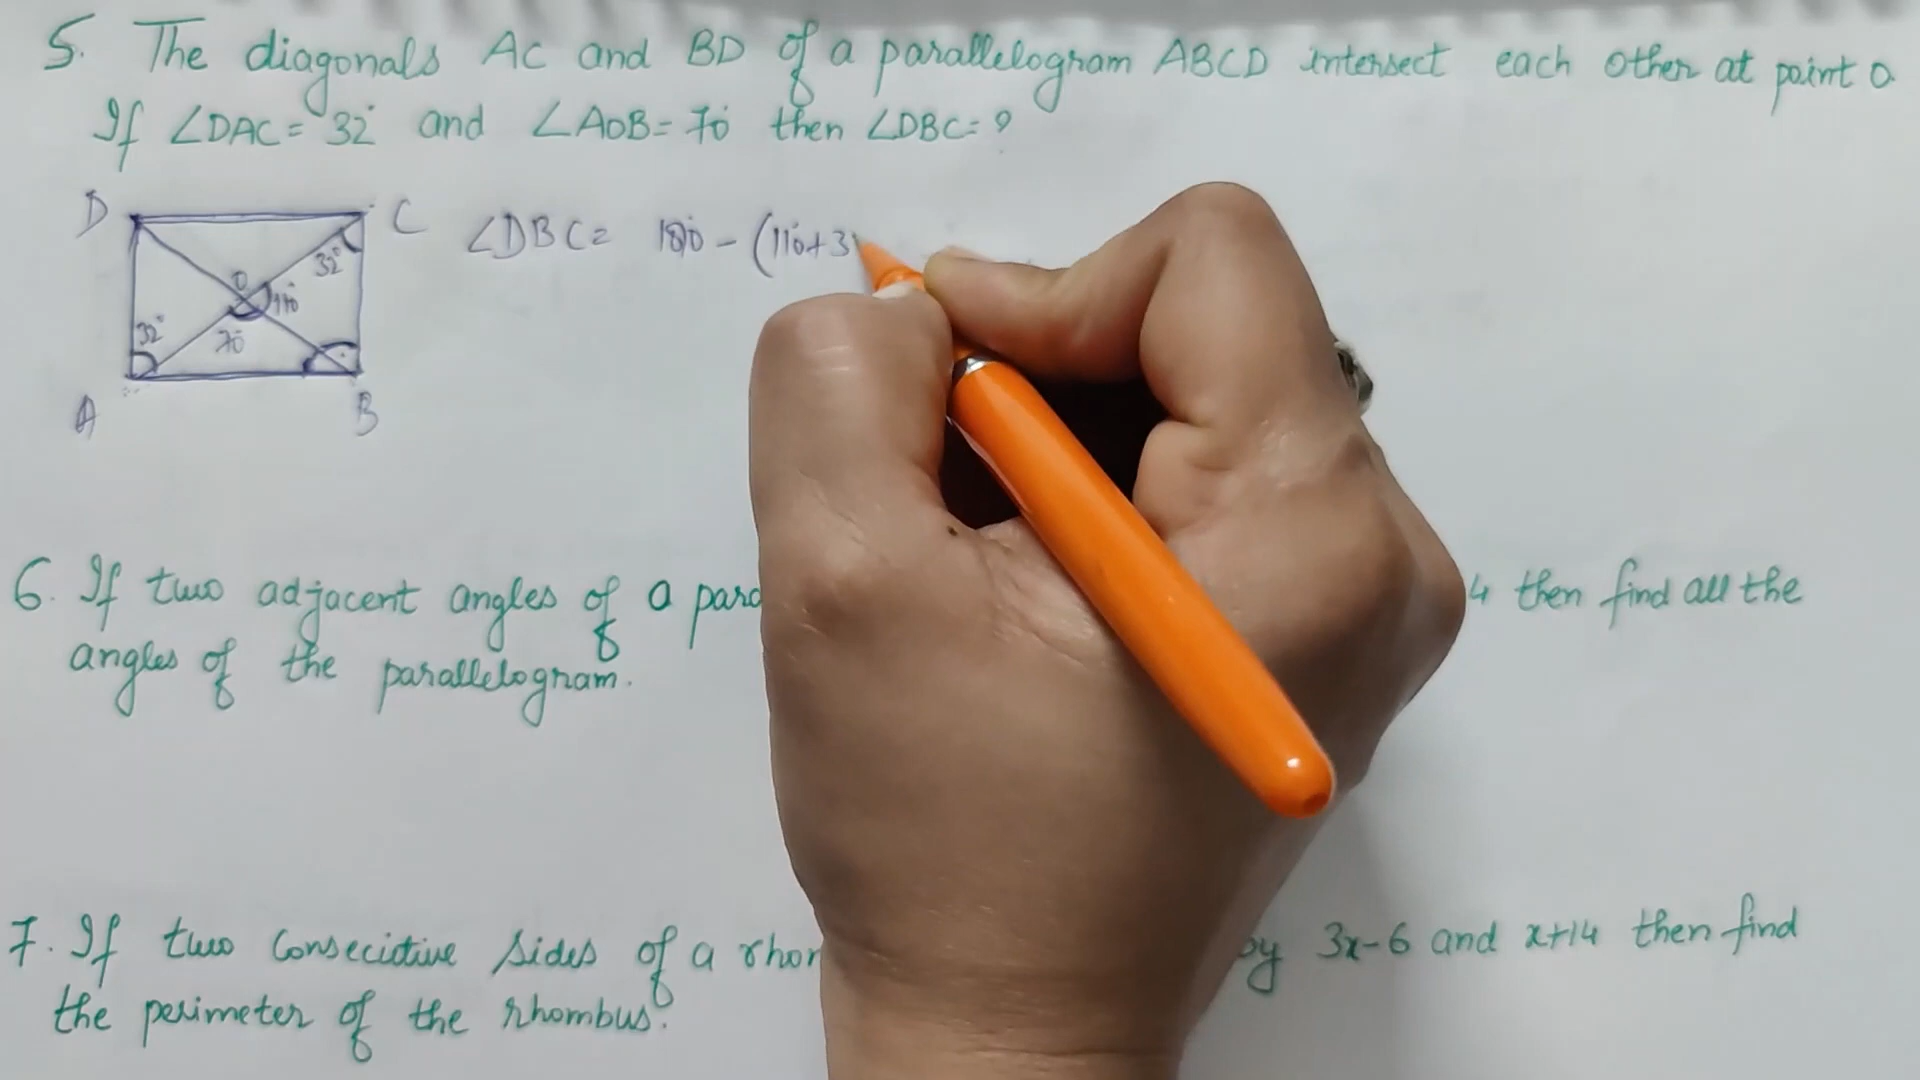 5. The diagonals AC and BD of a parallelogram ABCD intersect each other at point O.
If ∠DAC = 32° and ∠AOB = 70° then ∠DBC = ?
D C ∠DBC = 180° - (110° + 3
32°
O 110°
32° 70°
A B
6. If two adjacent angles of a 4 then find all the
angles of the parallelogram.
7. If two Consecidive sides of a by 3x-6 and x+14 then find
the perimeter of the rhombus.